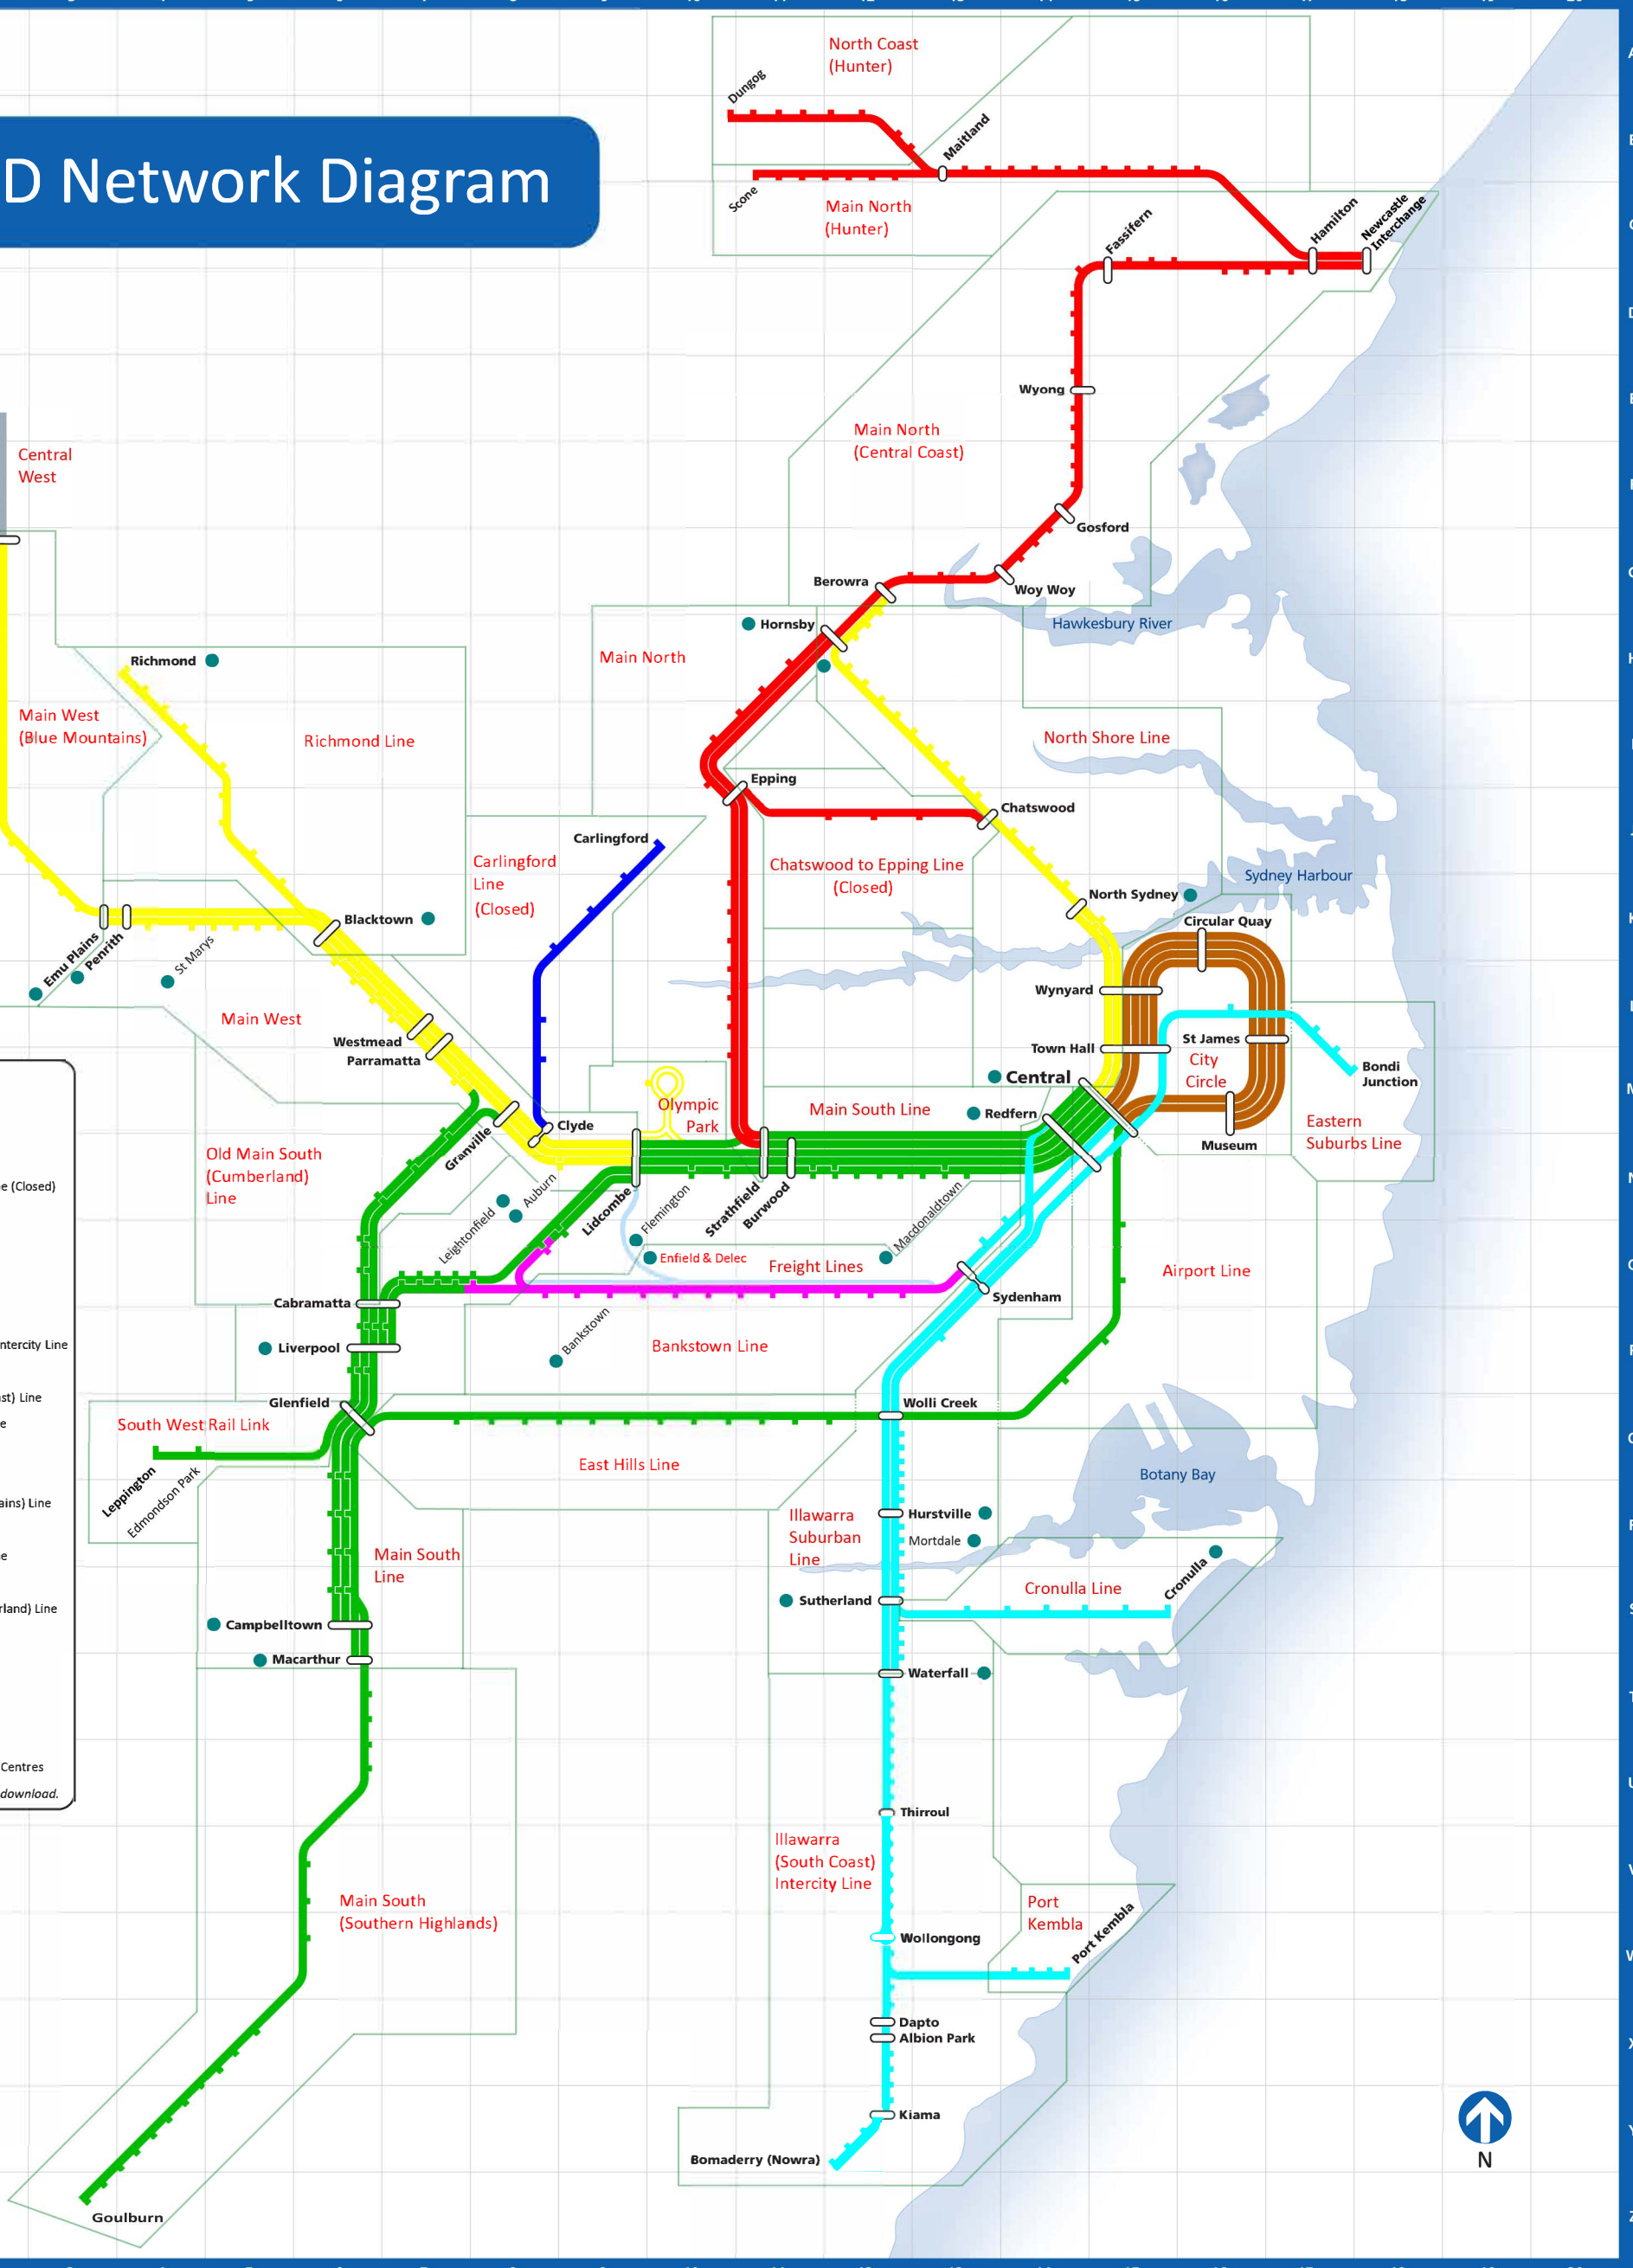 D Network Diagram
North Coast
(Hunter)
Dungog
Maitland
Scone
Main North
(Hunter)
Fassifern
Hamilton
Newcastle
Interchange
Wyong
Main North
(Central Coast)
Central
West
Gosford
Berowra
Woy Woy
Hornsby
Hawkesbury River
Main North
Richmond
Main West
(Blue Mountains)
Richmond Line
North Shore Line
Epping
Chatswood
Carlingford
Carlingford
Line
(Closed)
Chatswood to Epping Line
(Closed)
Sydney Harbour
North Sydney
Circular Quay
Blacktown
Emu Plains
Penrith
St Marys
Wynyard
Main West
Westmead
Parramatta
Town Hall
St James
City
Circle
Bondi
Junction
Central
Olympic
Park
Main South Line
Redfern
Clyde
Granville
Museum
Eastern
Suburbs Line
Old Main South
(Cumberland)
Line
e (Closed)
Leightonfield
Auburn
Lidcombe
Flemington
Strathfield
Burwood
Macdonaldtown
Enfield & Delec
Freight Lines
Airport Line
Cabramatta
Sydenham
Liverpool
Bankstown
Bankstown Line
ntercity Line
st) Line
e
Glenfield
Wolli Creek
South West Rail Link
East Hills Line
Leppington
Edmondson Park
Botany Bay
ains) Line
Illawarra
Suburban
Line
Hurstville
Mortdale
Main South
Line
e
Cronulla Line
Cronulla
Sutherland
rland) Line
Campbelltown
Macarthur
Waterfall
Centres
download.
Thirroul
Illawarra
(South Coast)
Intercity Line
Main South
(Southern Highlands)
Port
Kembla
Port Kembla
Wollongong
Dapto
Albion Park
Kiama
Bomaderry (Nowra)
N
Goulburn